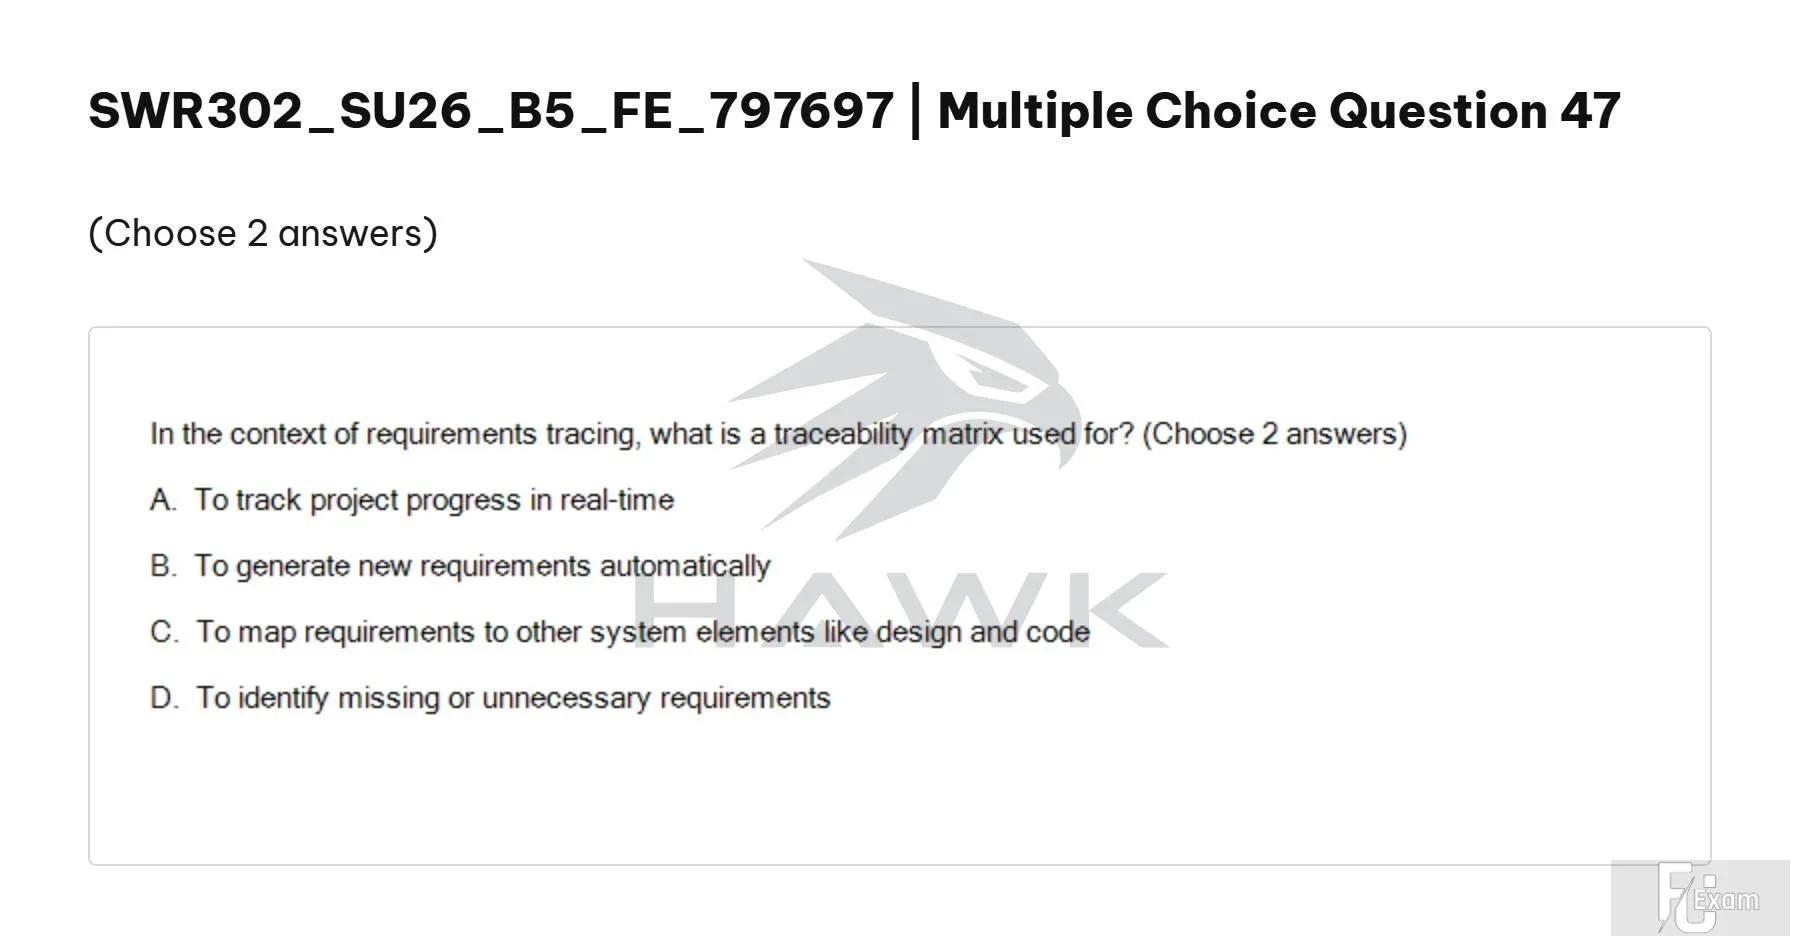 SWR302_SU26_B5_FE_797697 | Multiple Choice Question 47
(Choose 2 answers)
In the context of requirements tracing, what is a traceability matrix used for? (Choose 2 answers)
A. To track project progress in real-time
B. To generate new requirements automatically
C. To map requirements to other system elements like design and code
D. To identify missing or unnecessary requirements
HAWK
FU Exam